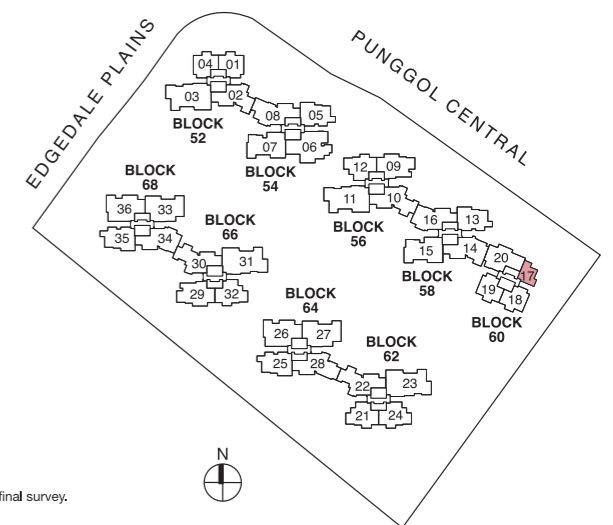 EDGEDALE PLAINS
PUNGGOL CENTRAL
04 01
03 02
08 05
BLOCK
52
07 06
BLOCK
54
12 09
11 10
BLOCK
56
16 13
15 14
BLOCK
58
20 17
19 18
BLOCK
60
BLOCK
68
36 33
35 34
BLOCK
66
30 31
29 32
BLOCK
64
26 27
25 28
BLOCK
62
22 23
21 24
N
final survey.